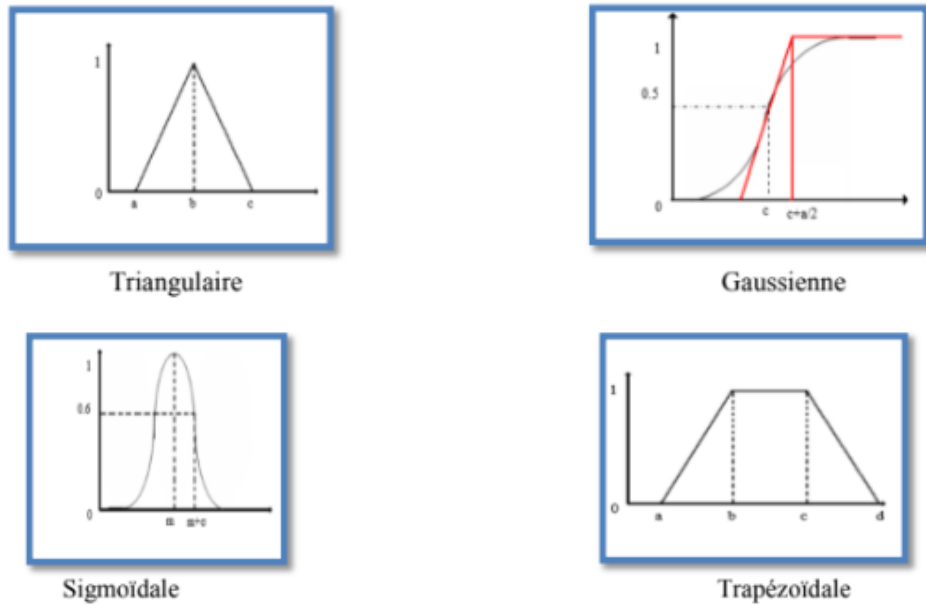 1
0
a b c
Triangulaire
1
0.5
0
c c+a/2
Gaussienne
1
0.6
0
m m+c
Sigmoïdale
1
0
a b c d
Trapézoïdale